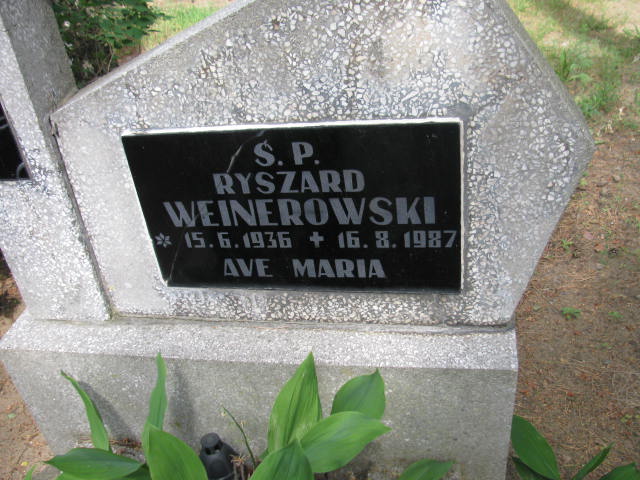 Ś. P.
RYSZARD
WEINEROWSKI
* 15. 6. 1936 + 16. 8. 1987
AVE MARIA